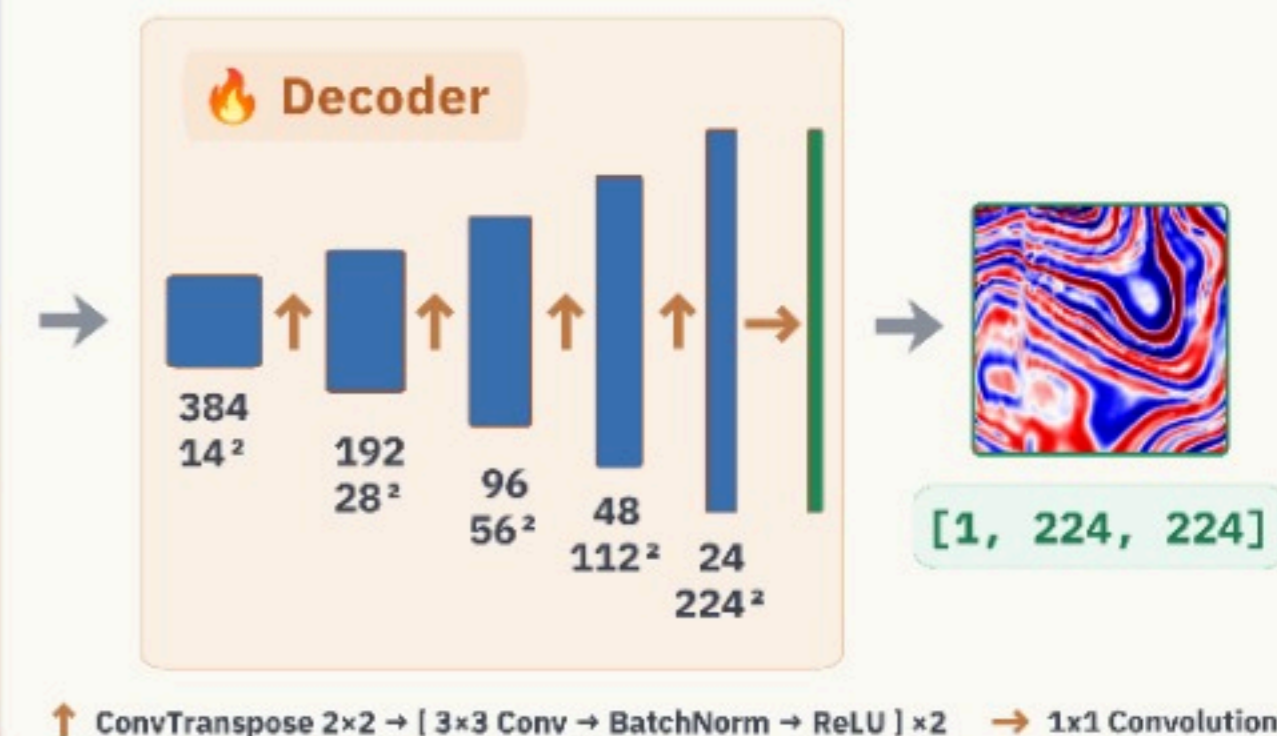 Decoder
384
14²
192
28²
96
56²
48
112²
24
224²
[1, 224, 224]
ConvTranspose 2×2 → [ 3×3 Conv → BatchNorm → ReLU ] ×2
1x1 Convolution